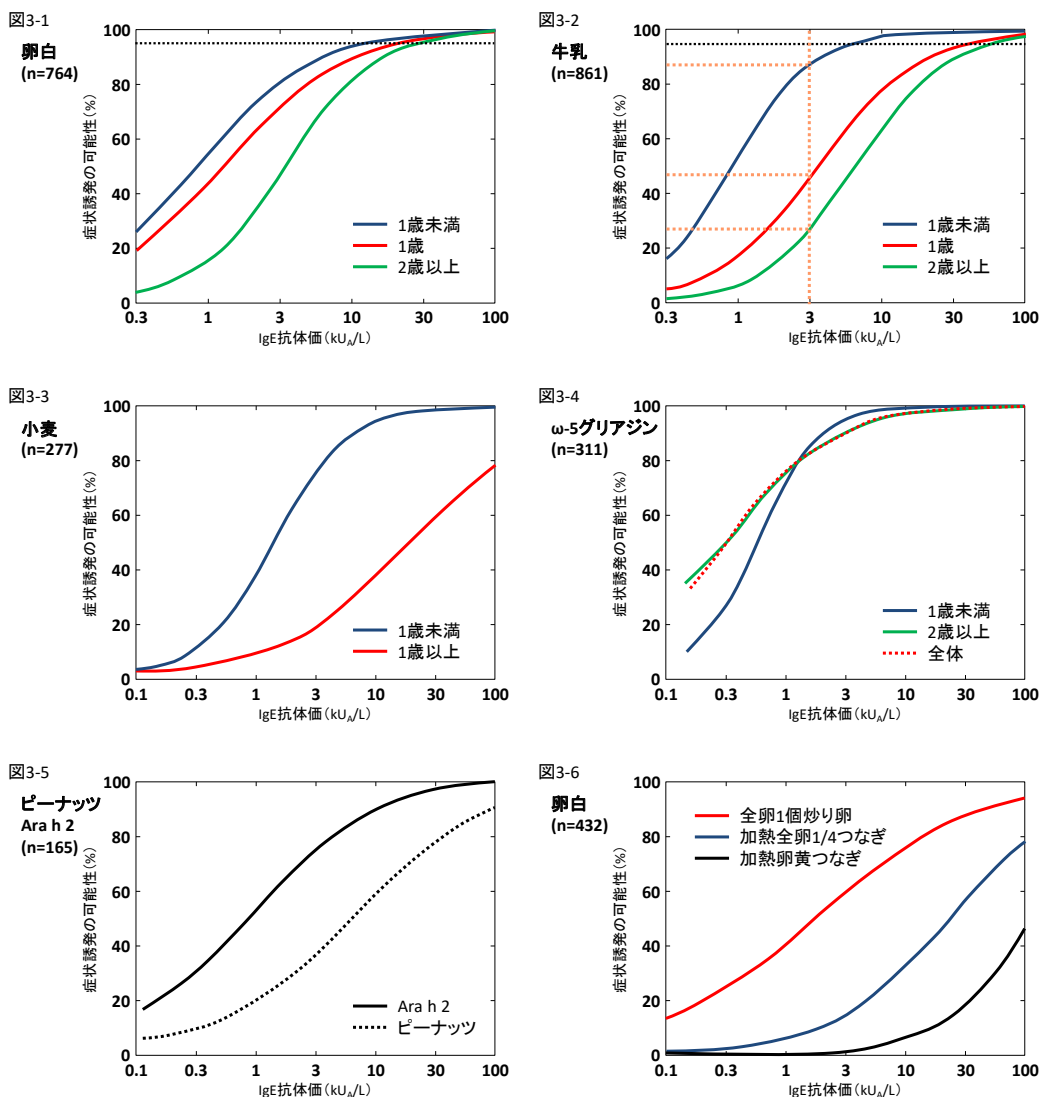 図3-1
卵白
(n=764)
症状誘発の可能性(%)
100
80
60
40
20
0
1歳未満
1歳
2歳以上
0.3
1
3
10
30
100
IgE抗体価(kUA/L)
図3-2
牛乳
(n=861)
症状誘発の可能性(%)
100
80
60
40
20
0
1歳未満
1歳
2歳以上
0.3
1
3
10
30
100
IgE抗体価(kUA/L)
図3-3
小麦
(n=277)
症状誘発の可能性(%)
100
80
60
40
20
0
1歳未満
1歳以上
0.1
0.3
1
3
10
30
100
IgE抗体価(kUA/L)
図3-4
ω-5グリアジン
(n=311)
症状誘発の可能性(%)
100
80
60
40
20
0
1歳未満
2歳以上
全体
0.1
0.3
1
3
10
30
100
IgE抗体価(kUA/L)
図3-5
ピーナッツ
Ara h 2
(n=165)
症状誘発の可能性(%)
100
80
60
40
20
0
Ara h 2
ピーナッツ
0.1
0.3
1
3
10
30
100
IgE抗体価(kUA/L)
図3-6
卵白
(n=432)
症状誘発の可能性(%)
100
80
60
40
20
0
全卵1個炒り卵
加熱全卵1/4つなぎ
加熱卵黄つなぎ
0.1
0.3
1
3
10
30
100
IgE抗体価(kUA/L)